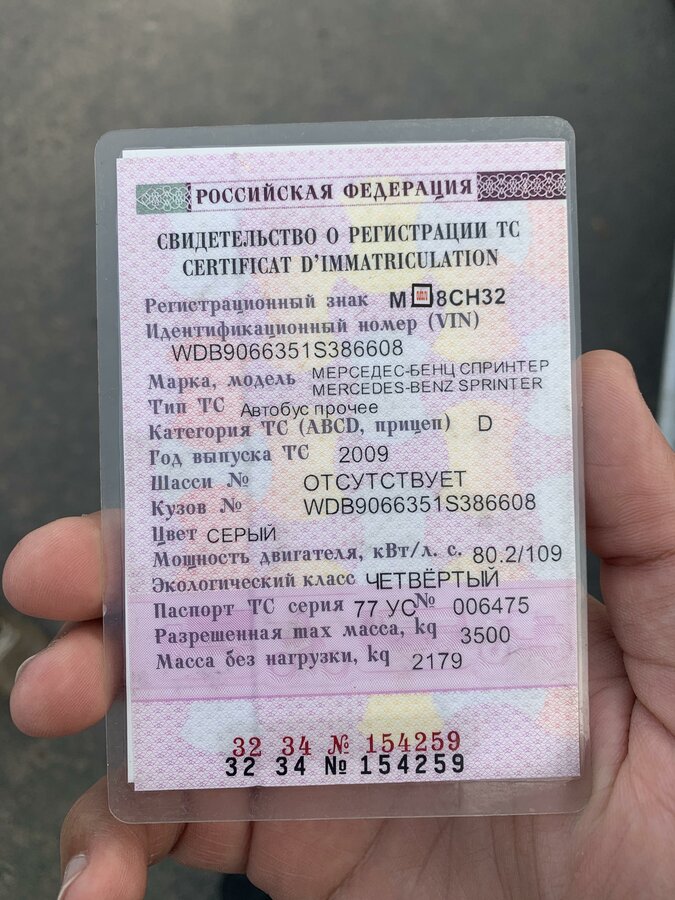 РОССИЙСКАЯ ФЕДЕРАЦИЯ
СВИДЕТЕЛЬСТВО О РЕГИСТРАЦИИ ТС
CERTIFICAT D'IMMATRICULATION
Регистрационный знак М 8СН32
Идентификационный номер (VIN)
WDB9066351S386608
Марка, модель МЕРСЕДЕС-БЕНЦ СПРИНТЕР
MERCEDES-BENZ SPRINTER
Тип ТС Автобус прочее
Категория ТС (ABCD, прицеп) D
Год выпуска ТС 2009
Шасси № ОТСУТСТВУЕТ
Кузов № WDB9066351S386608
Цвет СЕРЫЙ
Мощность двигателя, кВт/л. с. 80.2/109
Экологический класс ЧЕТВЁРТЫЙ
Паспорт ТС серия 77 УС № 006475
Разрешенная max масса, kg 3500
Масса без нагрузки, kg 2179
32 34 № 154259
32 34 № 154259